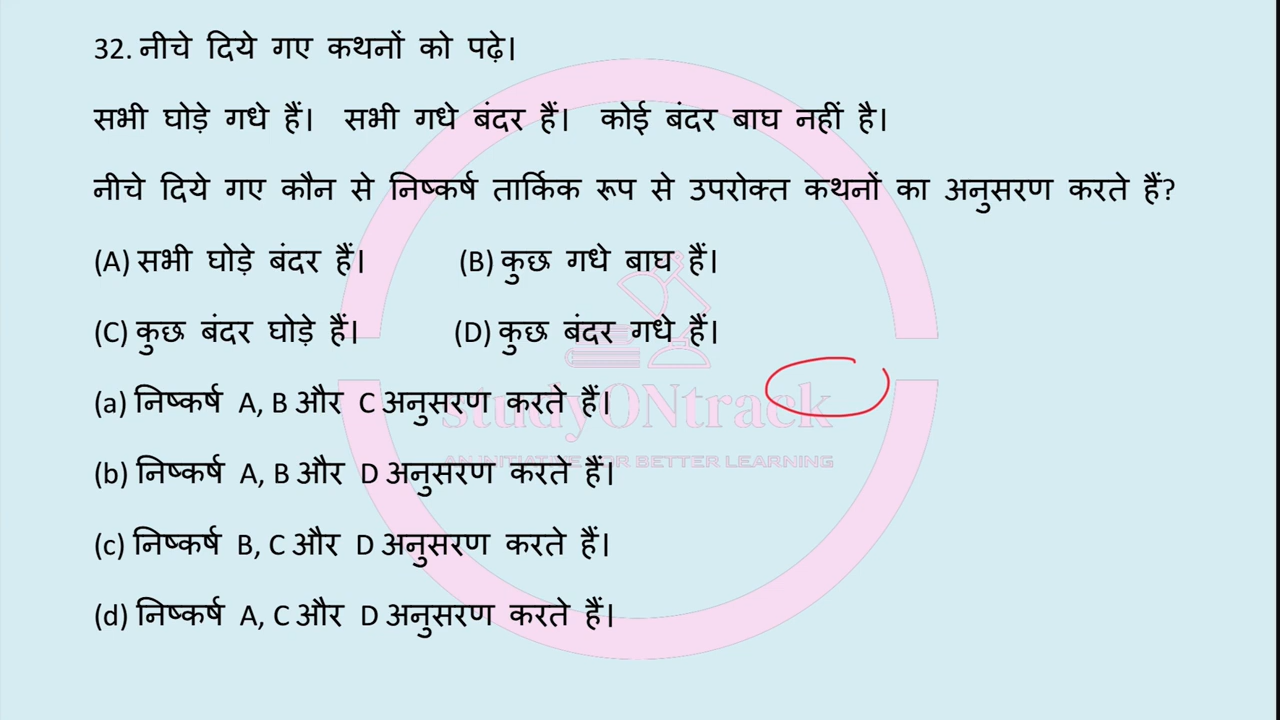 32. नीचे दिये गए कथनों को पढ़े।
सभी घोड़े गधे हैं। सभी गधे बंदर हैं। कोई बंदर बाघ नहीं है।
नीचे दिये गए कौन से निष्कर्ष तार्किक रूप से उपरोक्त कथनों का अनुसरण करते हैं?
(A) सभी घोड़े बंदर हैं। (B) कुछ गधे बाघ हैं।
(C) कुछ बंदर घोड़े हैं। (D) कुछ बंदर गधे हैं।
(a) निष्कर्ष A, B और C अनुसरण करते हैं।
studyONtrack
AN INITIATIVE FOR BETTER LEARNING
(b) निष्कर्ष A, B और D अनुसरण करते हैं।
(c) निष्कर्ष B, C और D अनुसरण करते हैं।
(d) निष्कर्ष A, C और D अनुसरण करते हैं।